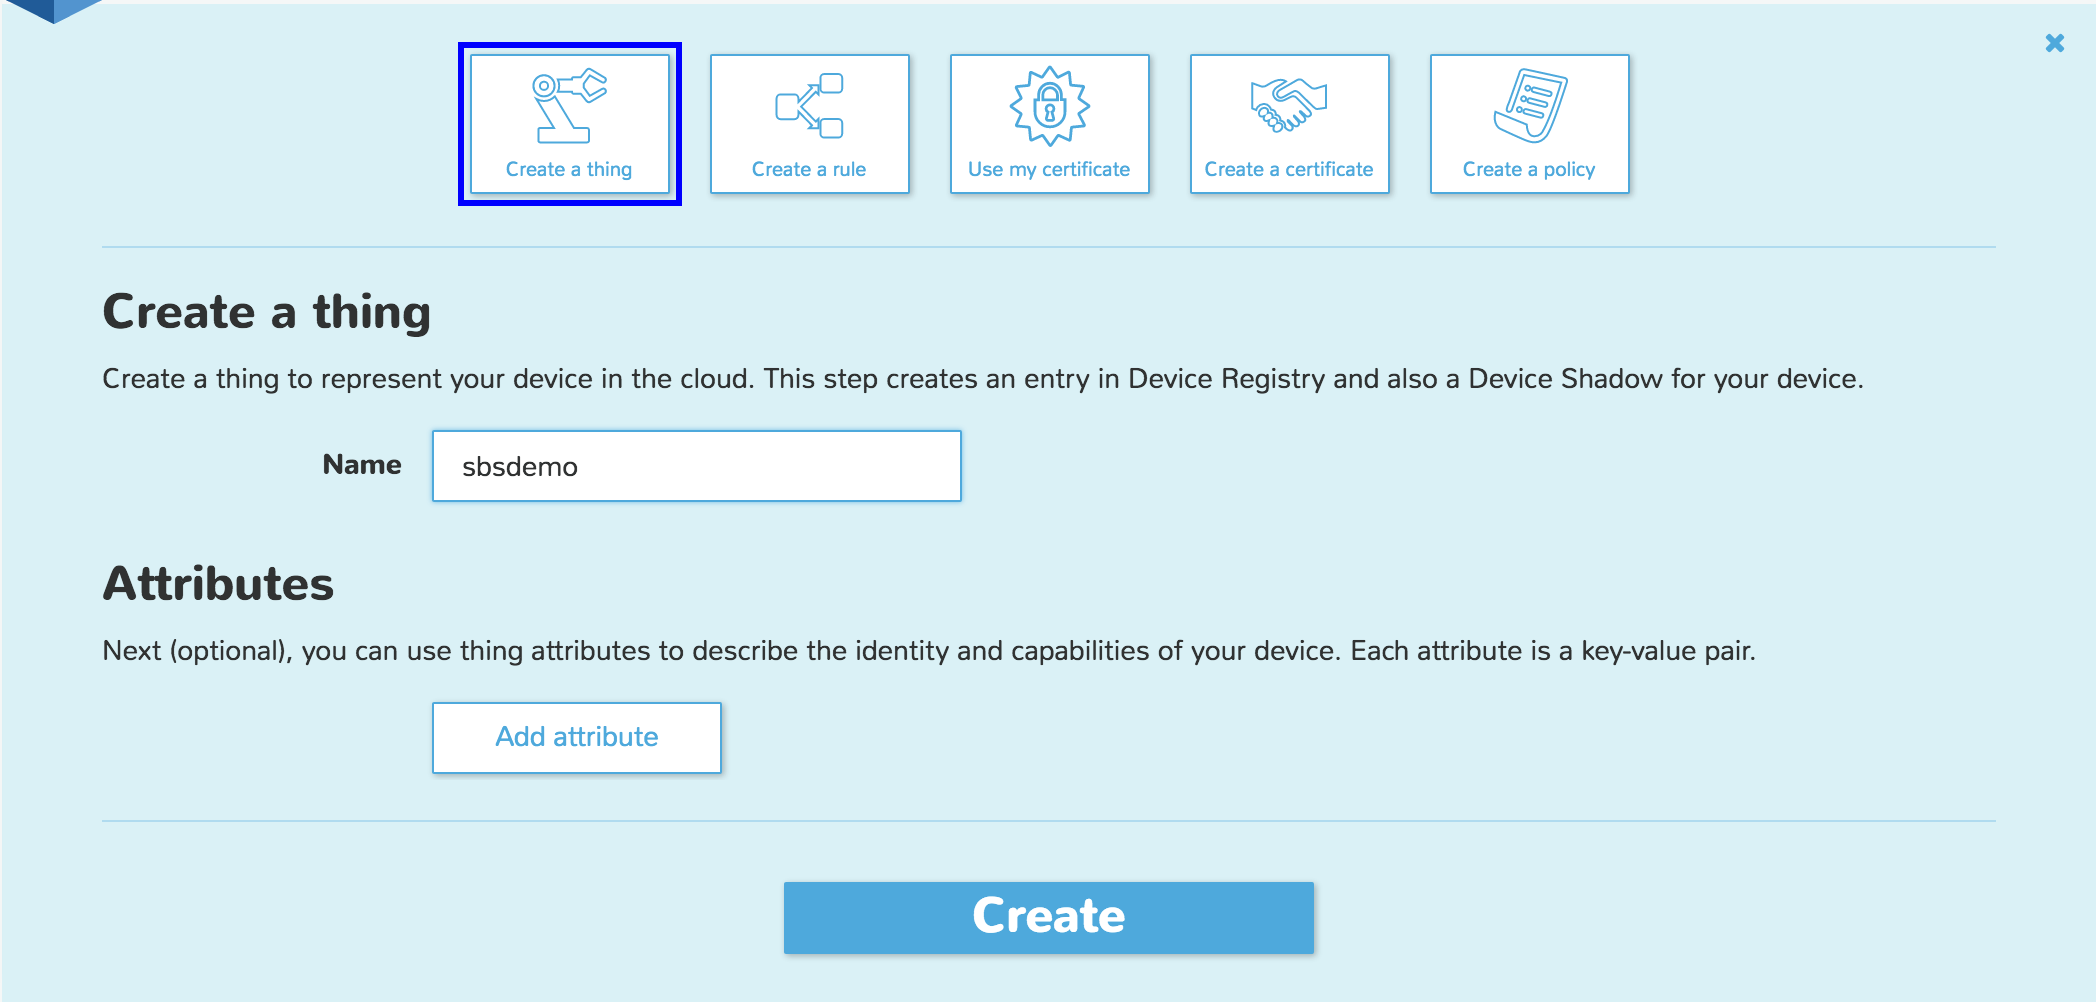 Create a thing
Create a rule
Use my certificate
Create a certificate
Create a policy
Create a thing
Create a thing to represent your device in the cloud. This step creates an entry in Device Registry and also a Device Shadow for your device.
Name
sbsdemo
Attributes
Next (optional), you can use thing attributes to describe the identity and capabilities of your device. Each attribute is a key-value pair.
Add attribute
Create